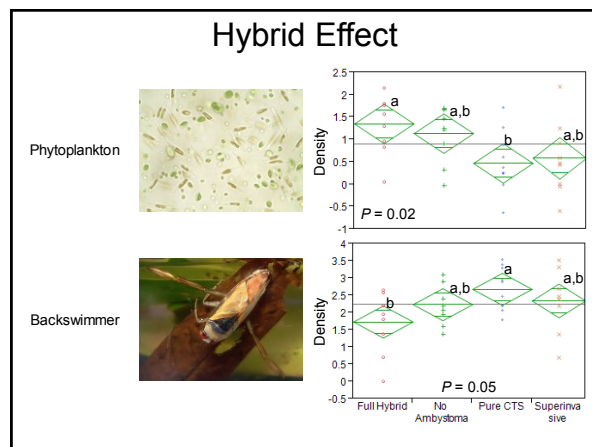 Hybrid Effect
Phytoplankton
Density
2.5
2
1.5
1
0.5
0
-0.5
-1
a
a,b
b
a,b
P = 0.02
Backswimmer
Density
4
3.5
3
2.5
2
1.5
1
0.5
0
-0.5
b
a,b
a
a,b
P = 0.05
Full Hybrid
No
Ambystoma
Pure CTS
Superinva
sive